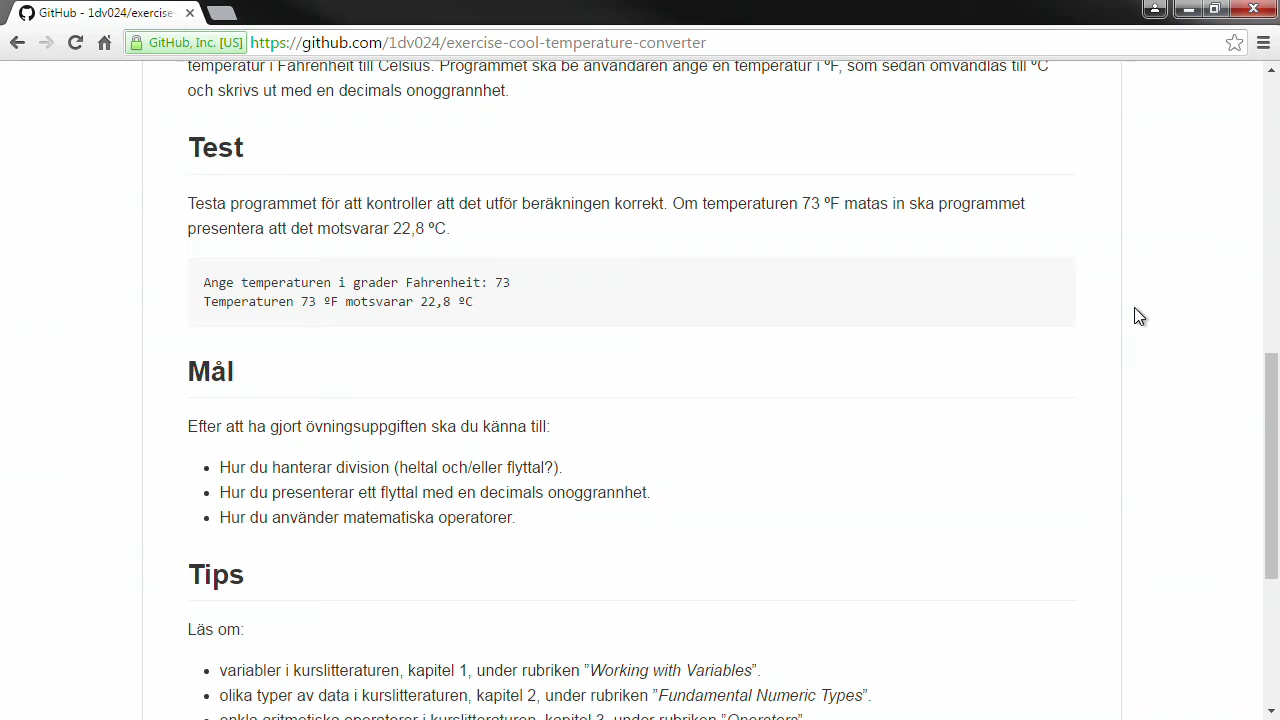 GitHub - 1dv024/exercise
GitHub, Inc. [US]
https://github.com/1dv024/exercise-cool-temperature-converter
temperatur i Fahrenheit till Celsius. Programmet ska be användaren ange en temperatur i ºF, som sedan omvandlas till ºC
och skrivs ut med en decimals onoggrannhet.
Test
Testa programmet för att kontroller att det utför beräkningen korrekt. Om temperaturen 73 ºF matas in ska programmet
presentera att det motsvarar 22,8 ºC.
Ange temperaturen i grader Fahrenheit: 73
Temperaturen 73 ºF motsvarar 22,8 ºC
Mål
Efter att ha gjort övningsuppgiften ska du känna till:
Hur du hanterar division (heltal och/eller flyttal?).
Hur du presenterar ett flyttal med en decimals onoggrannhet.
Hur du använder matematiska operatorer.
Tips
Läs om:
variabler i kurslitteraturen, kapitel 1, under rubriken ”Working with Variables”.
olika typer av data i kurslitteraturen, kapitel 2, under rubriken ”Fundamental Numeric Types”.
enkla aritmetiska operatorer i kurslitteraturen, kapitel 3, under rubriken ”Operators”